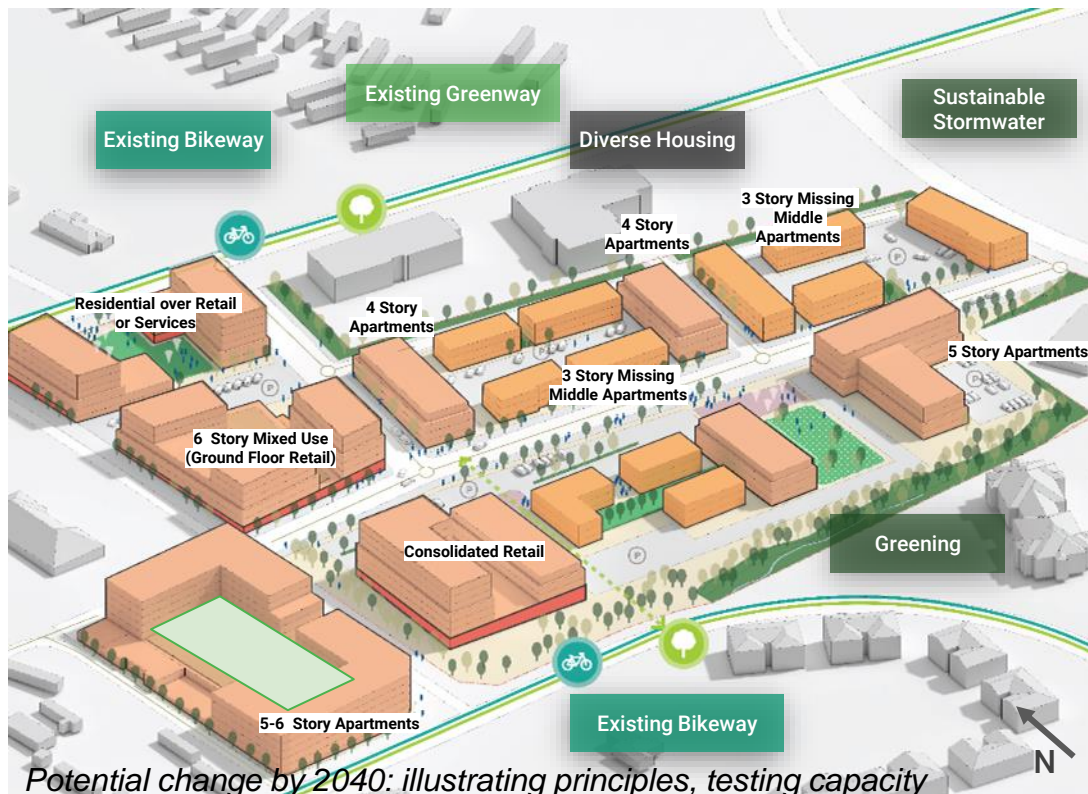 Existing Greenway
Sustainable
Stormwater
Existing Bikeway
Diverse Housing
3 Story Missing
Middle
Apartments
4 Story
Apartments
Residential over Retail
or Services
4 Story
Apartments
5 Story Apartments
3 Story Missing
Middle Apartments
6 Story Mixed Use
(Ground Floor Retail)
Consolidated Retail
Greening
5-6 Story Apartments
Existing Bikeway
N
Potential change by 2040: illustrating principles, testing capacity
P
P
P
P
P
P